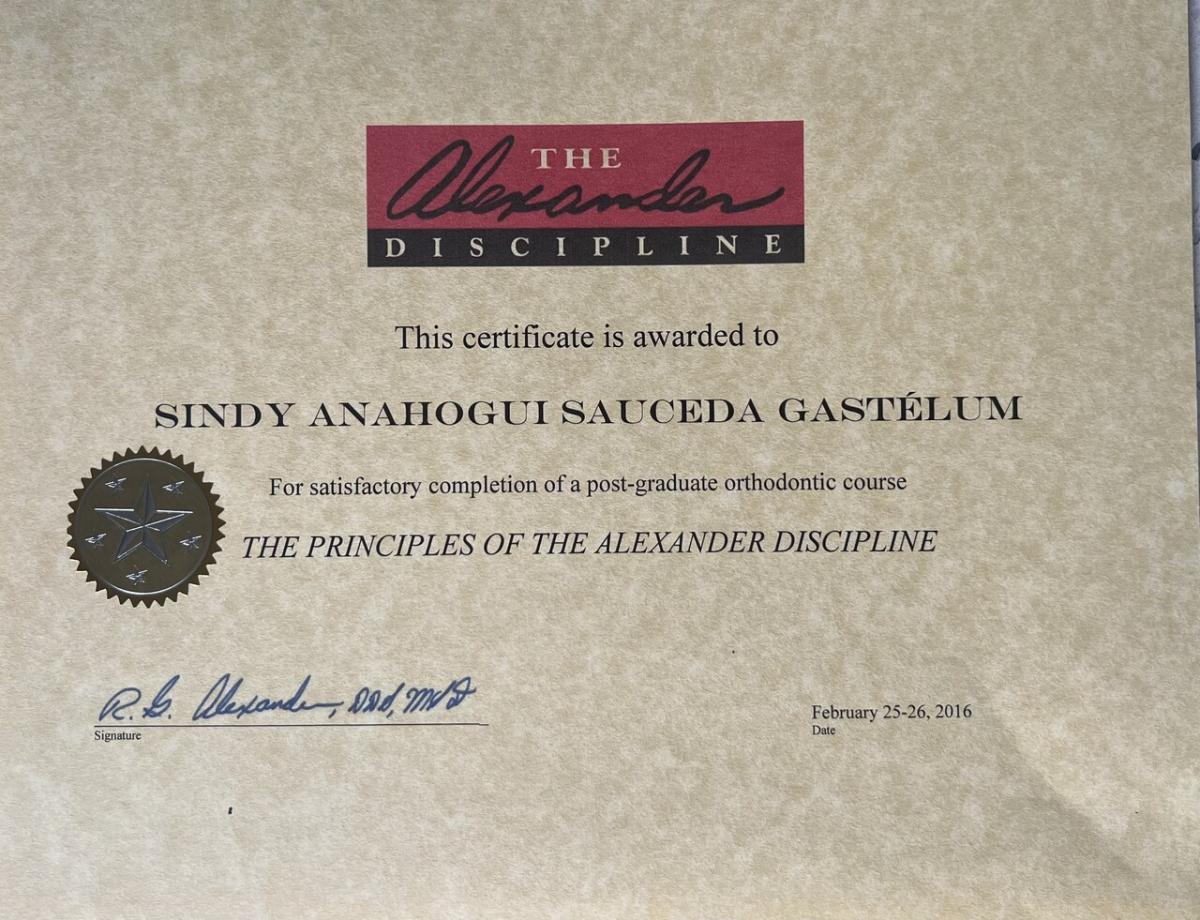 THE
Alexander
DISCIPLINE
This certificate is awarded to
SINDY ANAHOGUI SAUCEDA GASTÉLUM
For satisfactory completion of a post-graduate orthodontic course
THE PRINCIPLES OF THE ALEXANDER DISCIPLINE
R. G. Alexander, DDS, MSD
Signature
February 25-26, 2016
Date